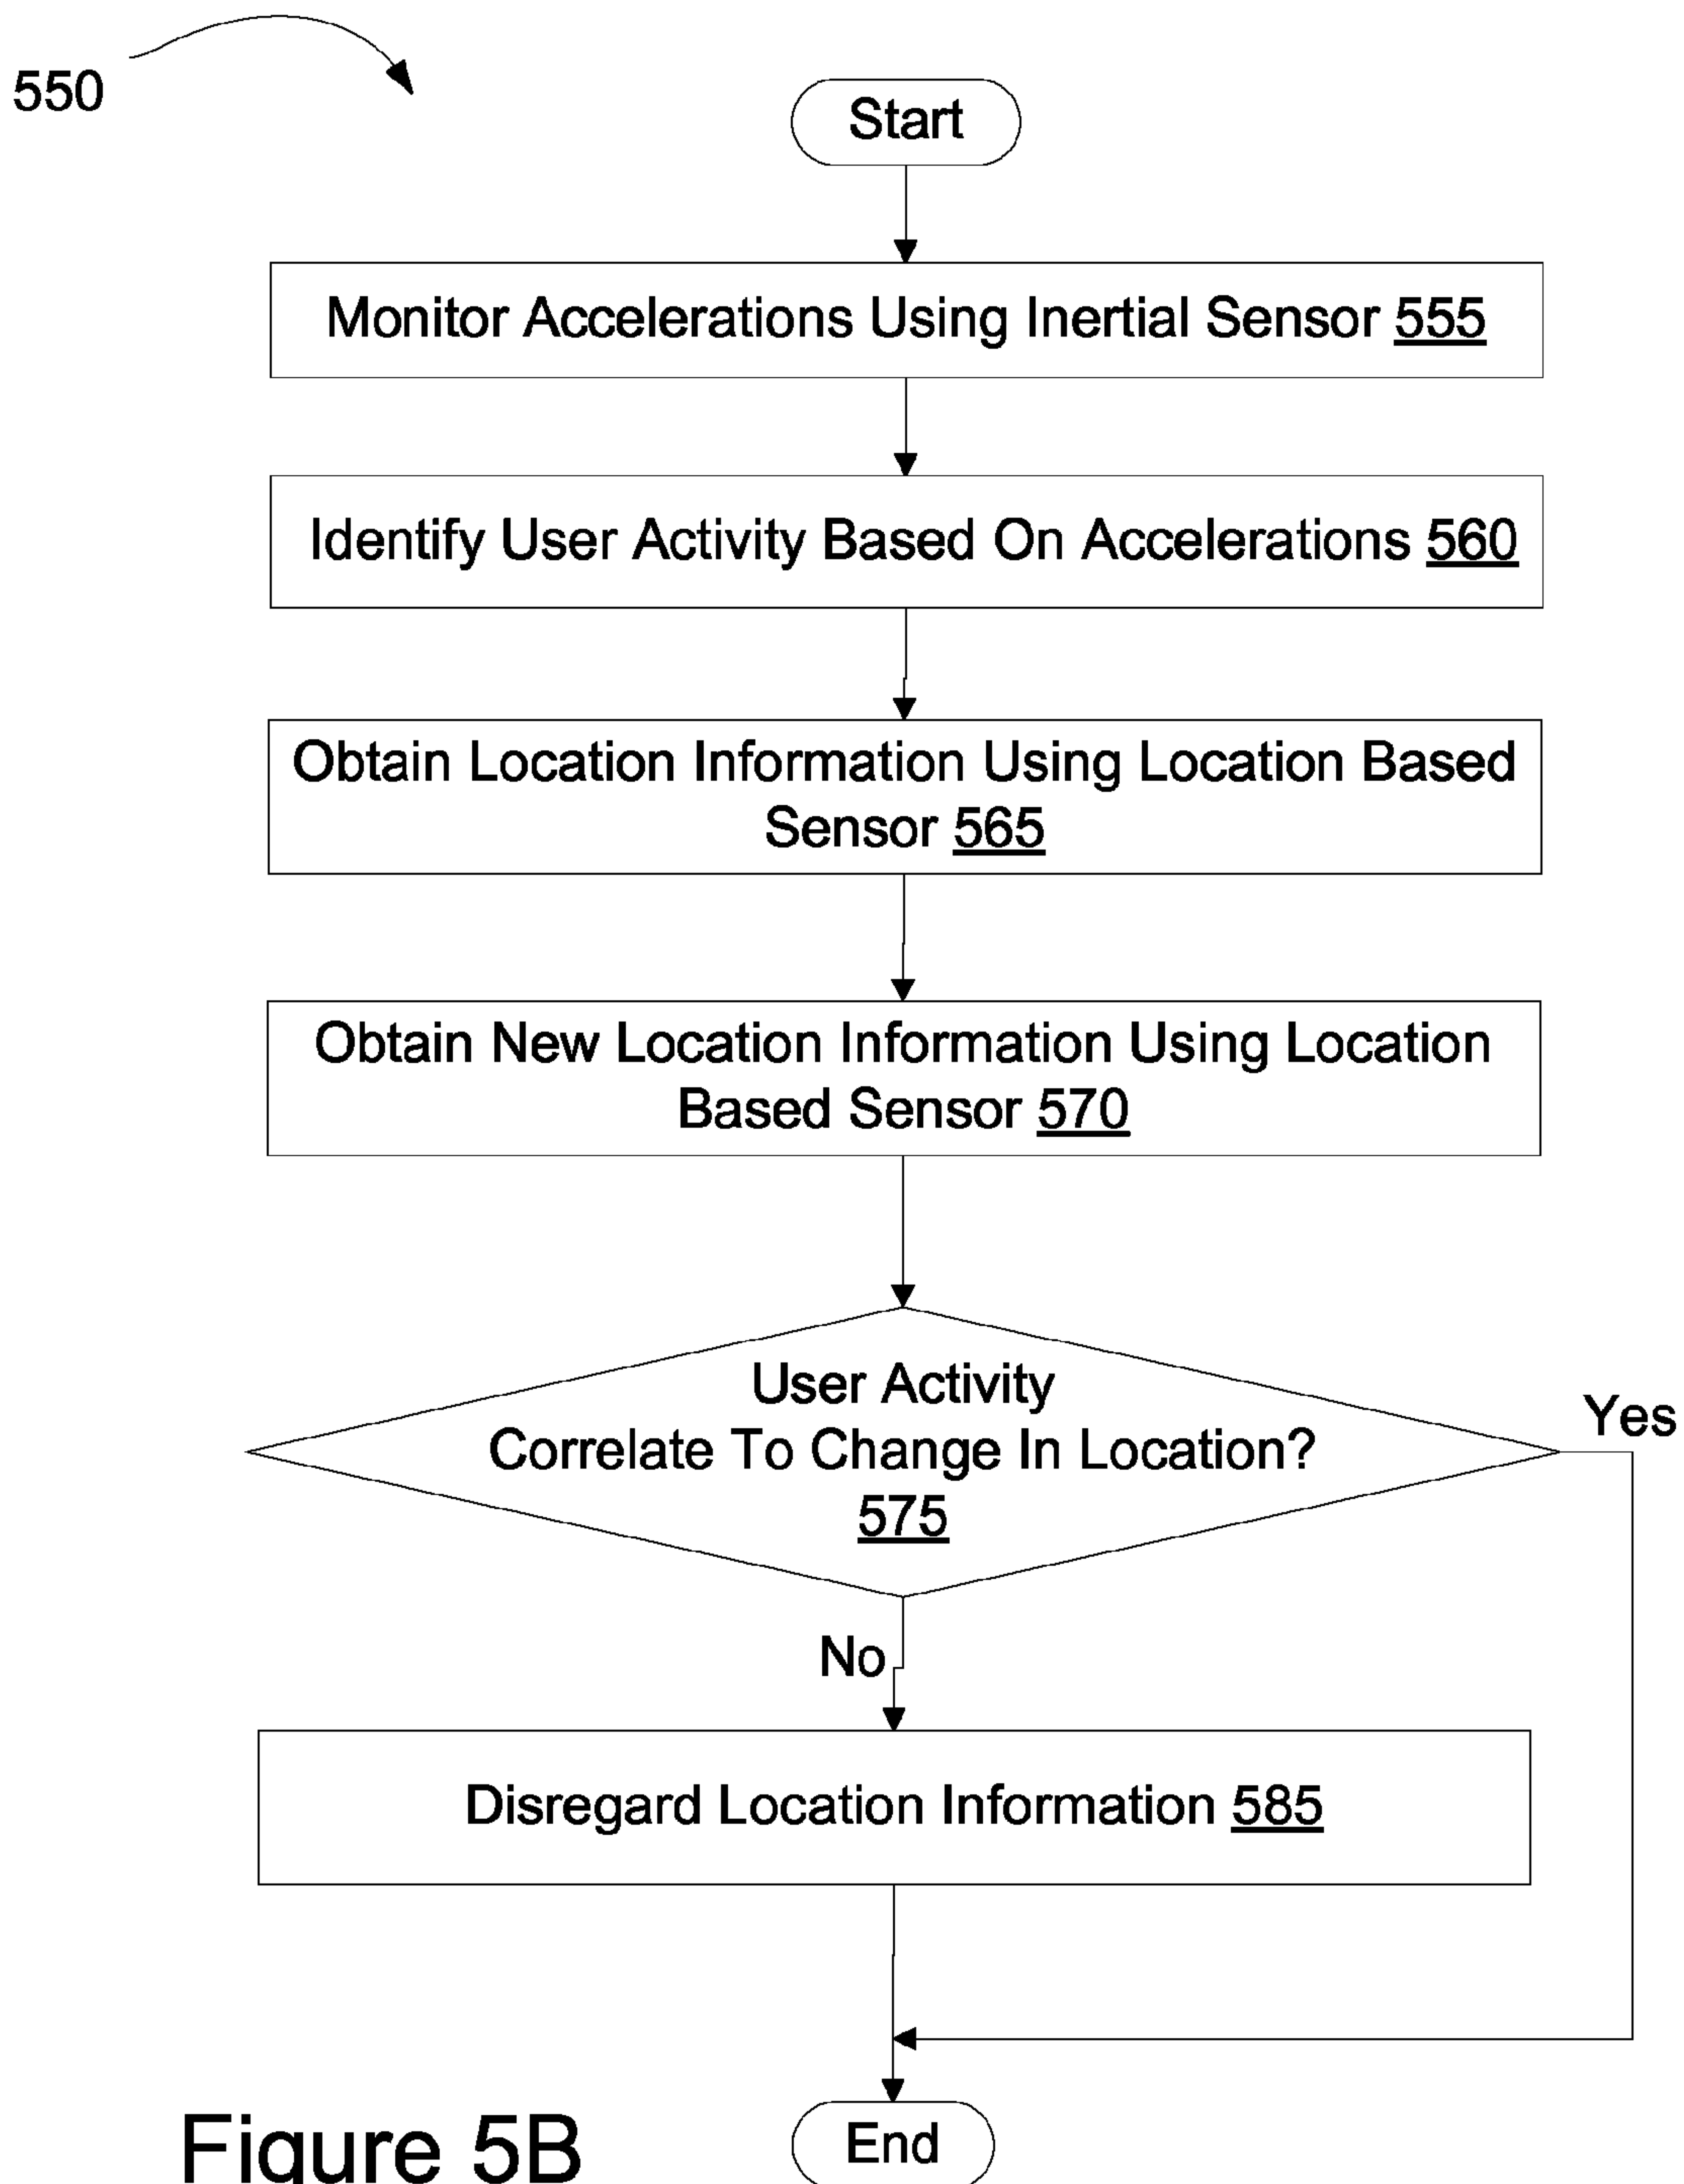 550
Start
Monitor Accelerations Using Inertial Sensor 555
Identify User Activity Based On Accelerations 560
Obtain Location Information Using Location Based
Sensor 565
Obtain New Location Information Using Location
Based Sensor 570
User Activity
Correlate To Change In Location?
575
Yes
No
Disregard Location Information 585
End
Figure 5B